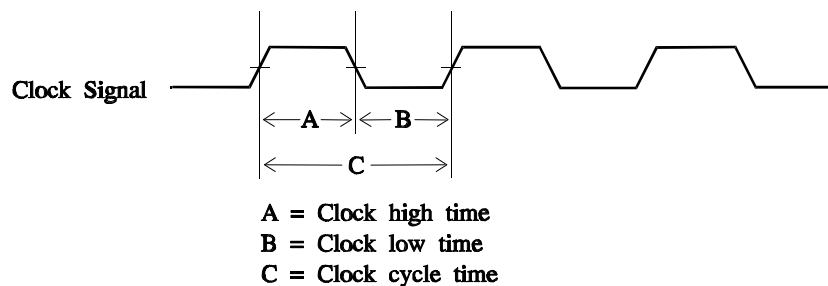 Clock Signal
A
B
C
A = Clock high time
B = Clock low time
C = Clock cycle time